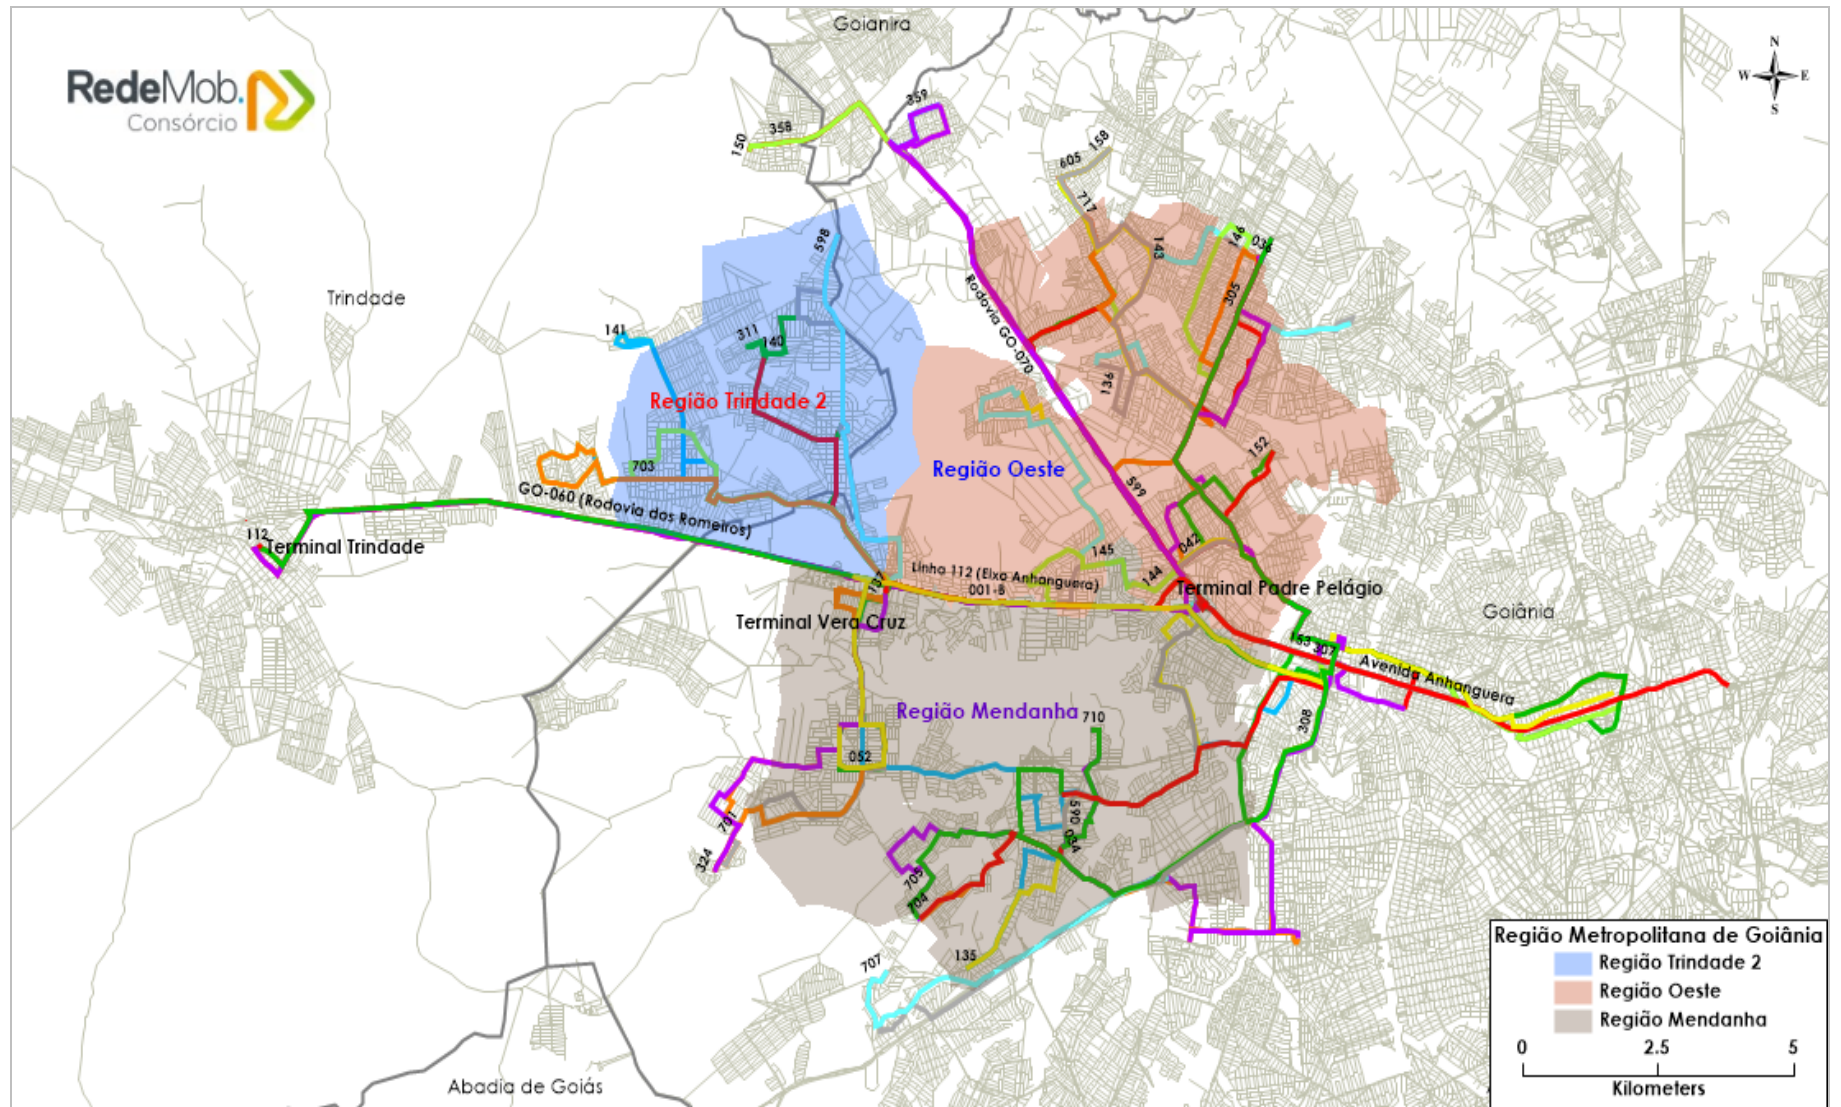 Goianira
N
W E
S
RedeMob.
Consórcio
359
358
150
158
605
717
143
146
036
598
Trindade
305
Rodovia GO-070
141
311
140
136
Região Trindade 2
152
703
Região Oeste
599
GO-060 (Rodovia dos Romeiros)
112
Terminal Trindade
042
145
144
137
Linha 112 (Eixo Anhanguera)
001-8
Terminal Padre Pelágio
Goiânia
Terminal Vera Cruz
153 307
Avenida Anhanguera
Região Mendanha
710
308
052
590
701
034
324
705
704
135
707
Região Metropolitana de Goiânia
Região Trindade 2
Região Oeste
Região Mendanha
0 2.5 5
Kilometers
Abadia de Goiás